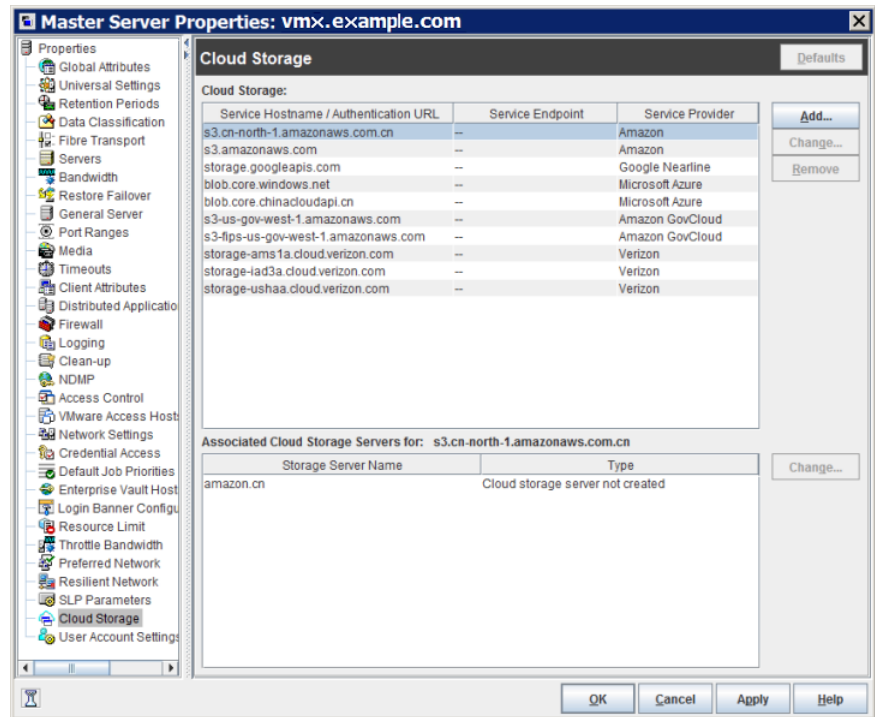 Master Server Properties: vmx.example.com
Properties
Global Attributes
Universal Settings
Retention Periods
Data Classification
Fibre Transport
Servers
Bandwidth
Restore Failover
General Server
Port Ranges
Media
Timeouts
Client Attributes
Distributed Applicatio
Firewall
Logging
Clean-up
NDMP
Access Control
VMware Access Hosts
Network Settings
Credential Access
Default Job Priorities
Enterprise Vault Host
Login Banner Configu
Resource Limit
Throttle Bandwidth
Preferred Network
Resilient Network
SLP Parameters
Cloud Storage
User Account Settings
Cloud Storage
Defaults
Cloud Storage:
Service Hostname / Authentication URL Service Endpoint Service Provider
s3.cn-north-1.amazonaws.com.cn -- Amazon
s3.amazonaws.com -- Amazon
storage.googleapis.com -- Google Nearline
blob.core.windows.net -- Microsoft Azure
blob.core.chinacloudapi.cn -- Microsoft Azure
s3-us-gov-west-1.amazonaws.com -- Amazon GovCloud
s3-fips-us-gov-west-1.amazonaws.com -- Amazon GovCloud
storage-ams1a.cloud.verizon.com -- Verizon
storage-iad3a.cloud.verizon.com -- Verizon
storage-ushaa.cloud.verizon.com -- Verizon
Add...
Change...
Remove
Associated Cloud Storage Servers for: s3.cn-north-1.amazonaws.com.cn
Storage Server Name Type
amazon.cn Cloud storage server not created
Change...
OK Cancel Apply Help